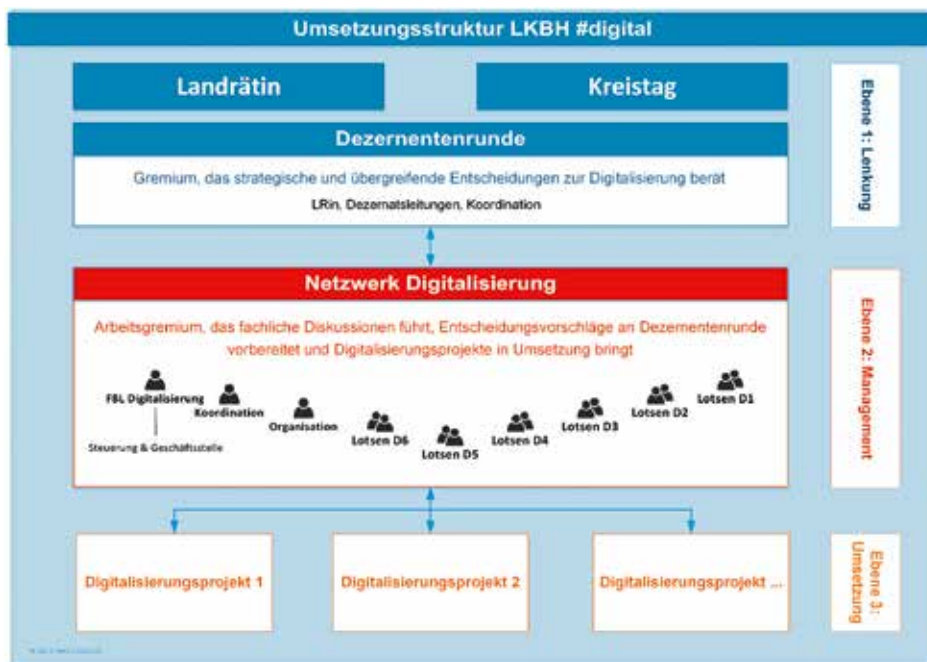 Umsetzungsstruktur LKBH #digital
Landrätin
Kreistag
Ebene 1: Lenkung
Dezernentenrunde
Gremium, das strategische und übergreifende Entscheidungen zur Digitalisierung berät
LRin, Dezernatsleitungen, Koordination
Netzwerk Digitalisierung
Ebene 2: Management
Arbeitsgremium, das fachliche Diskussionen führt, Entscheidungsvorschläge an Dezernentenrunde
vorbereitet und Digitalisierungsprojekte in Umsetzung bringt
FBL Digitalisierung
Koordination
Organisation
Lotsen D6
Lotsen D5
Lotsen D4
Lotsen D3
Lotsen D2
Lotsen D1
Steuerung & Geschäftsstelle
Digitalisierungsprojekt 1
Digitalisierungsprojekt 2
Digitalisierungsprojekt ...
Ebene 3:
Umsetzung